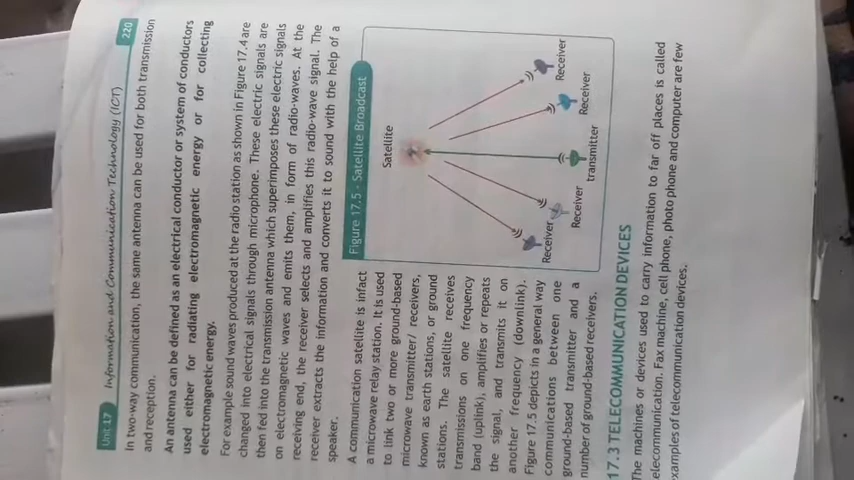 Unit 17 Information and Communication Technology (ICT) 220
In two-way communication, the same antenna can be used for both transmission
and reception.
An antenna can be defined as an electrical conductor or system of conductors
used either for radiating electromagnetic energy or for collecting
electromagnetic energy.
For example sound waves produced at the radio station as shown in Figure 17.4 are
changed into electrical signals through microphone. These electric signals are
then fed into the transmission antenna which superimposes these electric signals
on electromagnetic waves and emits them, in form of radio-waves. At the
receiving end, the receiver selects and amplifies this radio-wave signal. The
receiver extracts the information and converts it to sound with the help of a
speaker.
A communication satellite is infact
a microwave relay station. It is used
to link two or more ground-based
microwave transmitter/ receivers,
known as earth stations, or ground
stations. The satellite receives
transmissions on one frequency
band (uplink), amplifies or repeats
the signal, and transmits it on
another frequency (downlink).
Figure 17.5 depicts in a general way
communications between one
ground-based transmitter and a
number of ground-based receivers.
Figure 17.5 - Satellite Broadcast
Satellite
Receiver
Receiver
transmitter
Receiver
Receiver
17.3 TELECOMMUNICATION DEVICES
The machines or devices used to carry information to far off places is called
elecommunication. Fax machine, cell phone, photo phone and computer are few
examples of telecommunication devices.